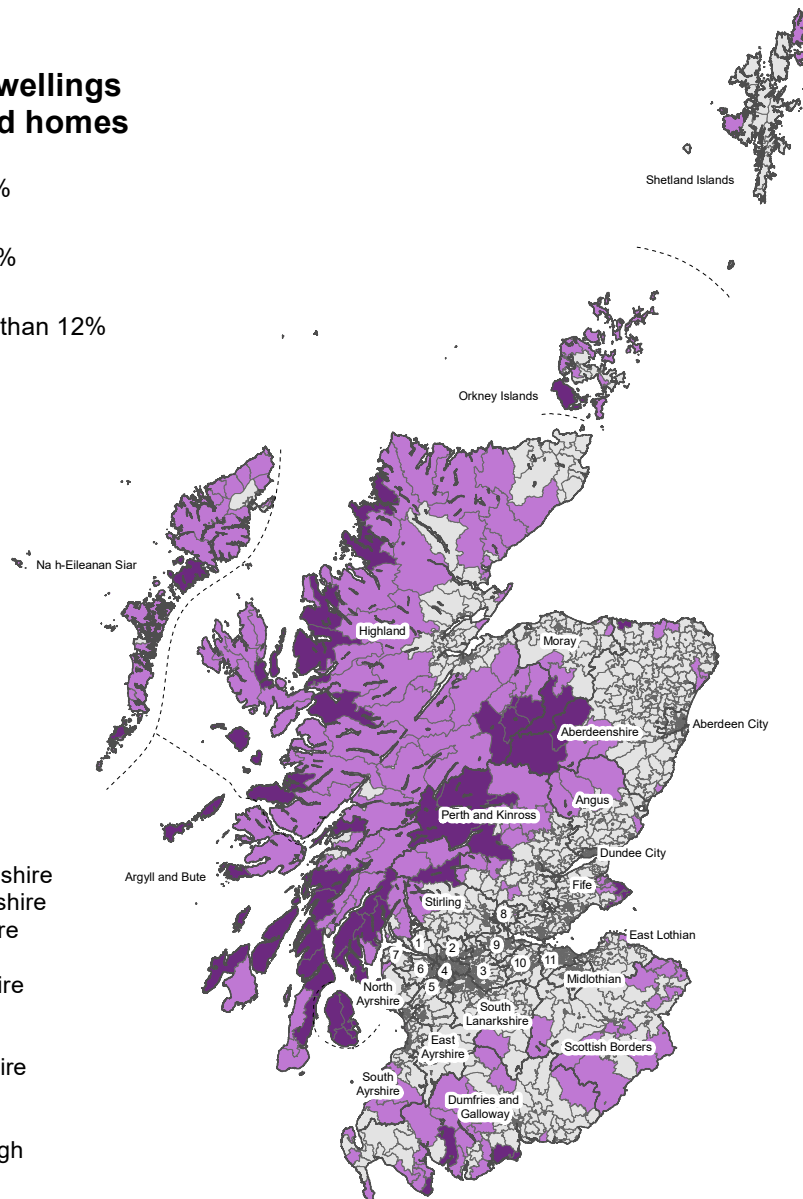 wellings
d homes
%
%
than 12%
Shetland Islands
Orkney Islands
Na h-Eileanan Siar
Highland
Moray
Aberdeenshire
Aberdeen City
Angus
Perth and Kinross
Dundee City
Argyll and Bute
Fife
Stirling
8
East Lothian
1
2
9
7
6
4
3
10
11
5
Midlothian
North
Ayrshire
South
Lanarkshire
East
Ayrshire
Scottish Borders
South
Ayrshire
Dumfries and
Galloway
shire
shire
re
ire
ire
gh